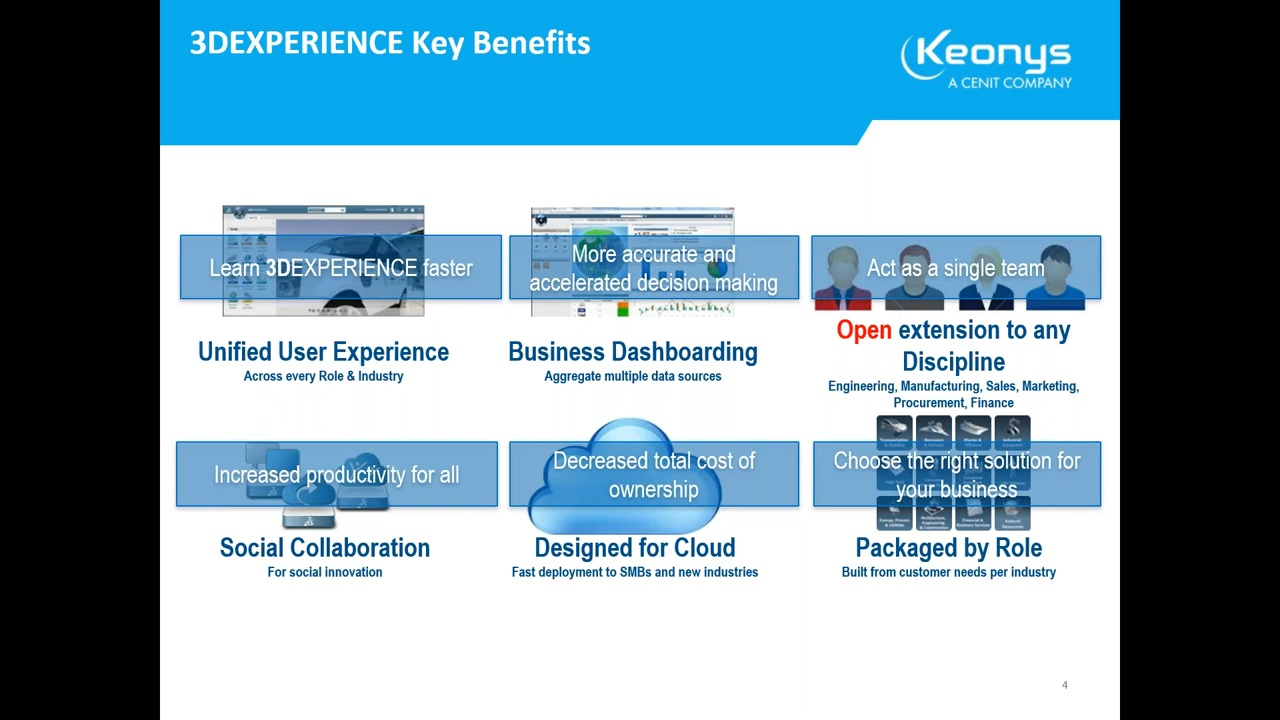 3DEXPERIENCE Key Benefits
Keonys
A CENIT COMPANY
Learn 3DEXPERIENCE faster
Unified User Experience
Across every Role & Industry
More accurate and
accelerated decision making
Business Dashboarding
Aggregate multiple data sources
Act as a single team
Open extension to any
Discipline
Engineering, Manufacturing, Sales, Marketing,
Procurement, Finance
Increased productivity for all
Social Collaboration
For social innovation
Decreased total cost of
ownership
Designed for Cloud
Fast deployment to SMBs and new industries
Choose the right solution for
your business
Packaged by Role
Built from customer needs per industry
4